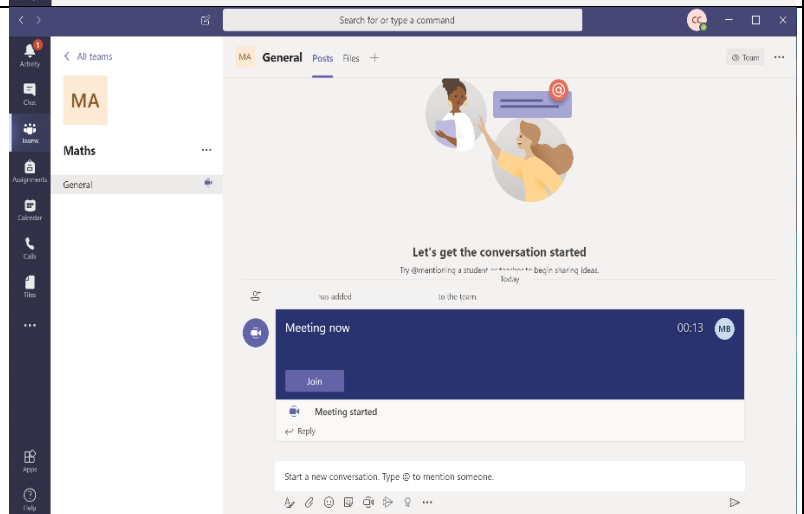 Search for or type a command
CC
1
Activity
Chat
Teams
Assignments
Calendar
Calls
Files
Apps
Help
All teams
MA
Maths
General
MA General Posts Files
Team
Let's get the conversation started
Try @mentioning a student or teacher to begin sharing ideas.
Today
has added to the team.
Meeting now 00:13 MB
Join
Meeting started
Reply
Start a new conversation. Type @ to mention someone.